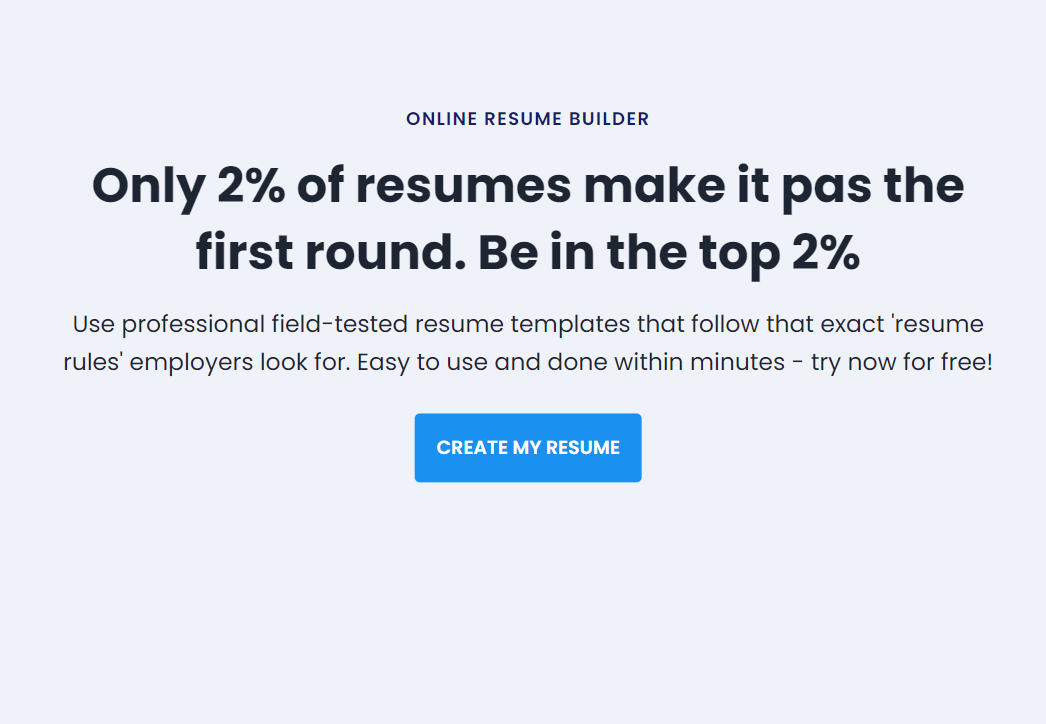 ONLINE RESUME BUILDER
Only 2% of resumes make it pas the
first round. Be in the top 2%
Use professional field-tested resume templates that follow that exact 'resume
rules' employers look for. Easy to use and done within minutes - try now for free!
CREATE MY RESUME